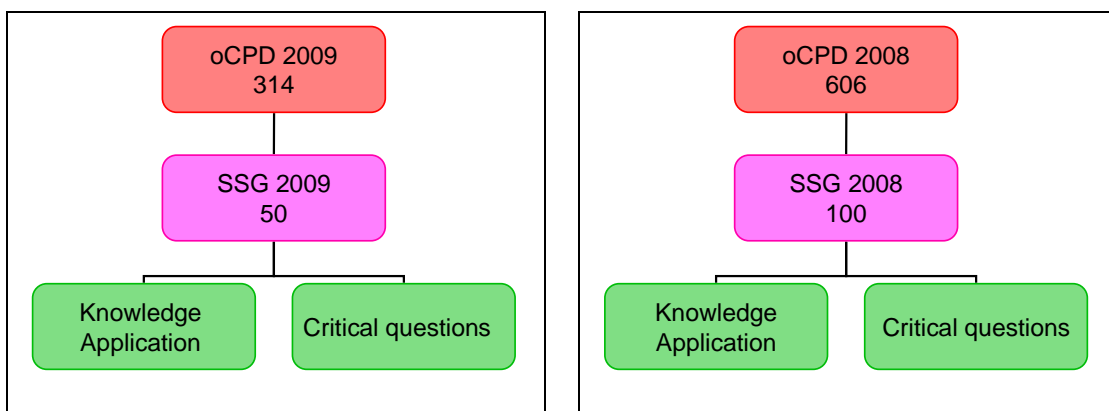 oCPD 2009
314
SSG 2009
50
Knowledge
Application
Critical questions
oCPD 2008
606
SSG 2008
100
Knowledge
Application
Critical questions